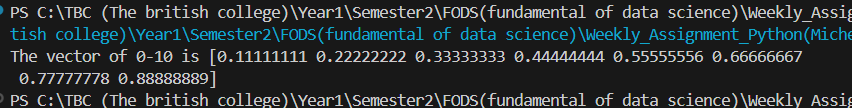 PS C:\TBC (The british college)\Year1\Semester2\FODS(fundamental of data science)\Weekly_Assig
tish college)\Year1\Semester2\FODS(fundamental of data science)\Weekly_Assignment_Python(Miche
The vector of 0-10 is [0.11111111 0.22222222 0.33333333 0.44444444 0.55555556 0.66666667
 0.77777778 0.88888889]
PS C:\TBC (The british college)\Year1\Semester2\FODS(fundamental of data science)\Weekly_Assig